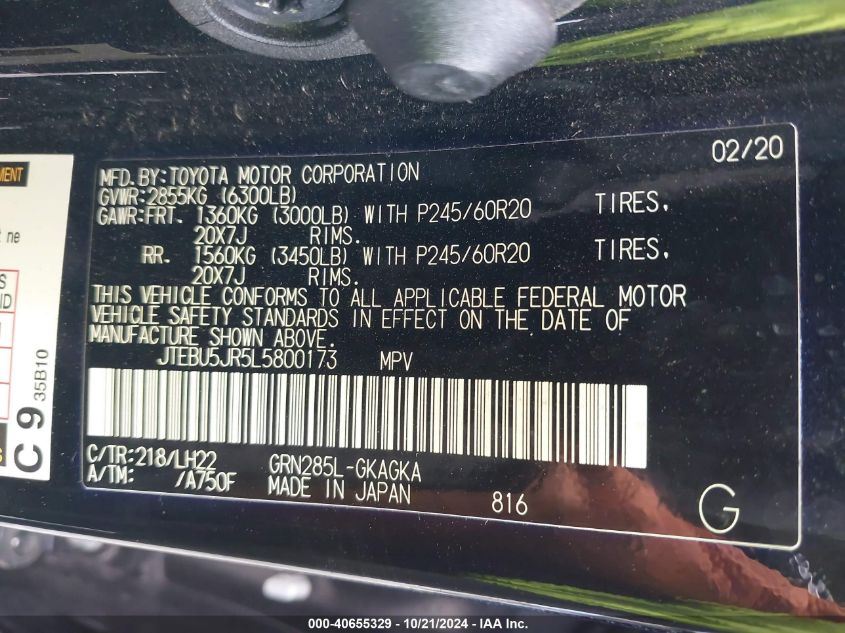 02/20
MFD.BY:TOYOTA MOTOR CORPORATION
GVWR:2855KG (6300LB)
GAWR:FRT. 1360KG (3000LB) WITH P245/60R20 TIRES.
20X7J RIMS.
RR. 1560KG (3450LB) WITH P245/60R20 TIRES.
20X7J RIMS.
THIS VEHICLE CONFORMS TO ALL APPLICABLE FEDERAL MOTOR
VEHICLE SAFETY STANDARDS IN EFFECT ON THE DATE OF
MANUFACTURE SHOWN ABOVE.
JTEBU5JR5L5800173 MPV
C/TR:218/LH22 GRN285L-GKAGKA
A/TM: /A750F MADE IN JAPAN
816
G
C 9 35B10
000-40655329 - 10/21/2024 - IAAI Inc.